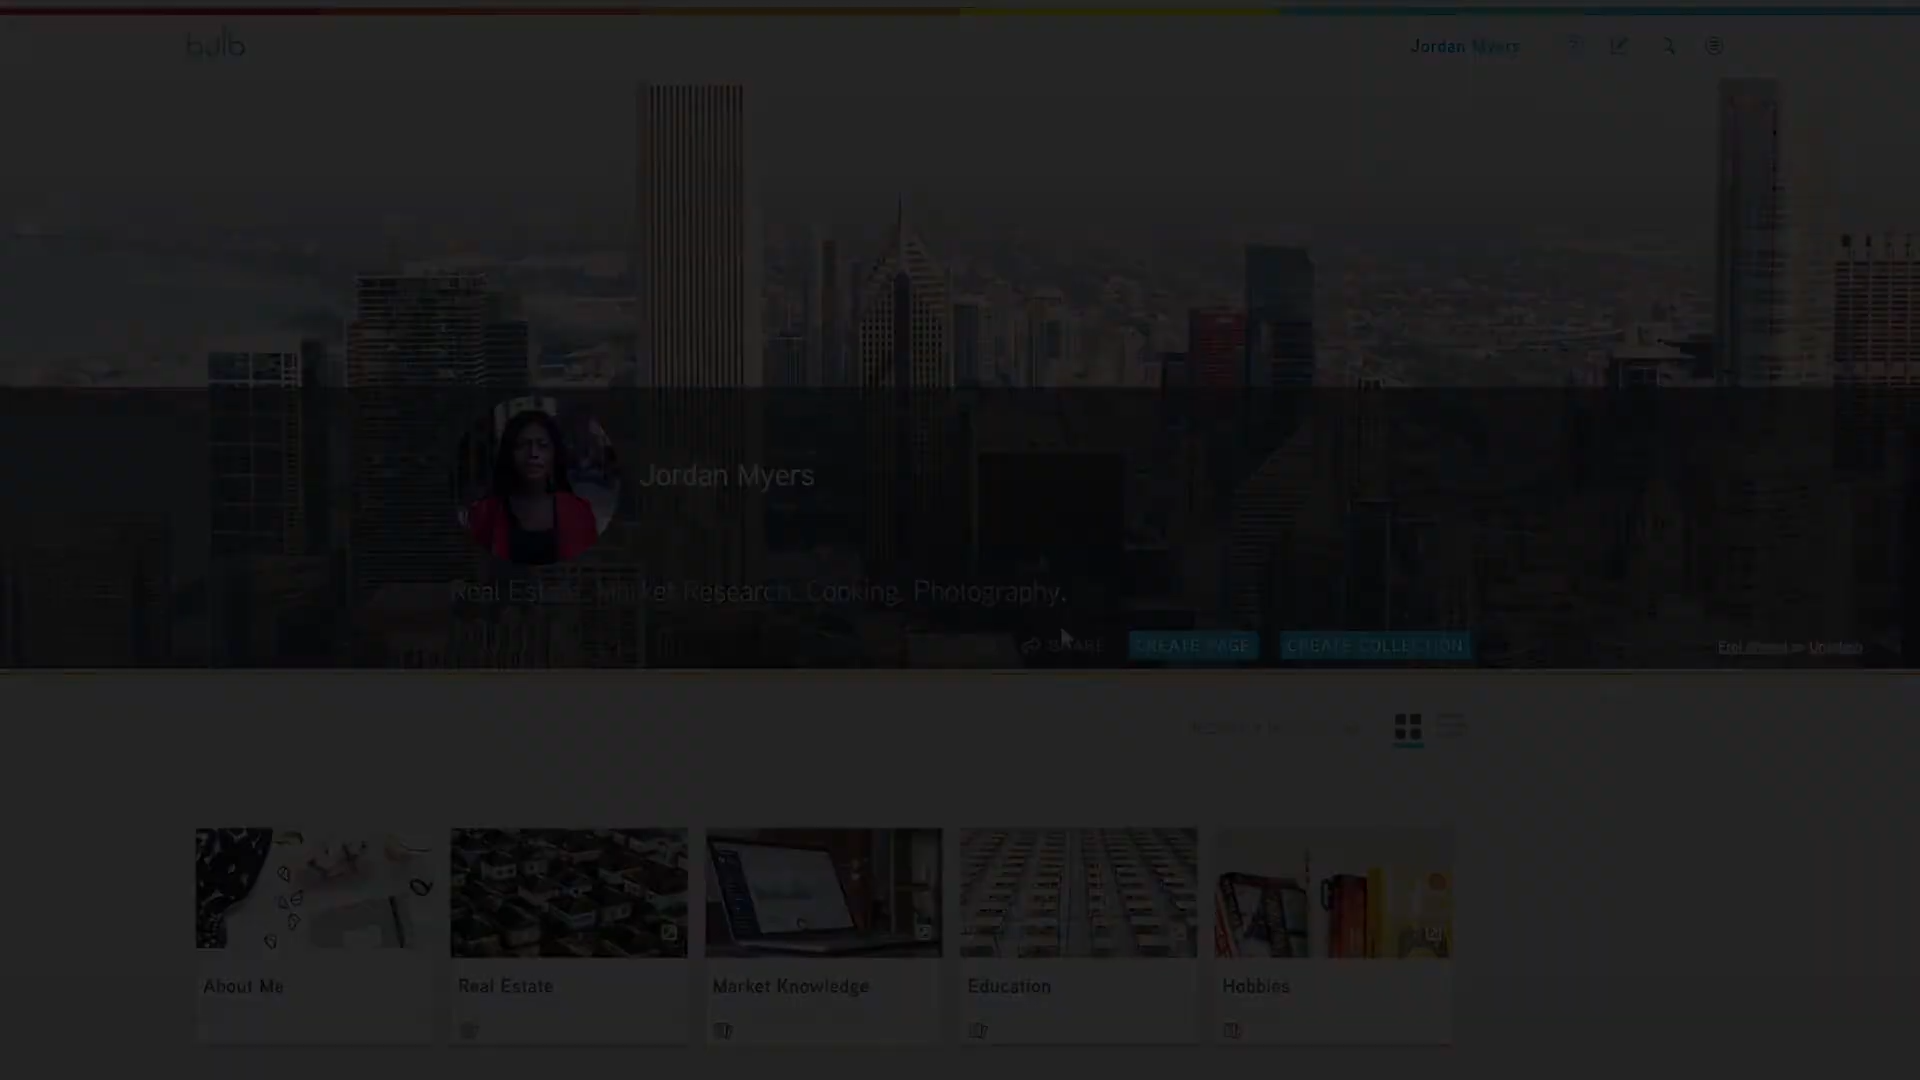 bulb
Jordan Myers
Jordan Myers
Real Estate. Market Research. Cooking. Photography.
SHARE
CREATE PAGE
CREATE COLLECTION
About Me
Real Estate
Market Knowledge
Education
Hobbies